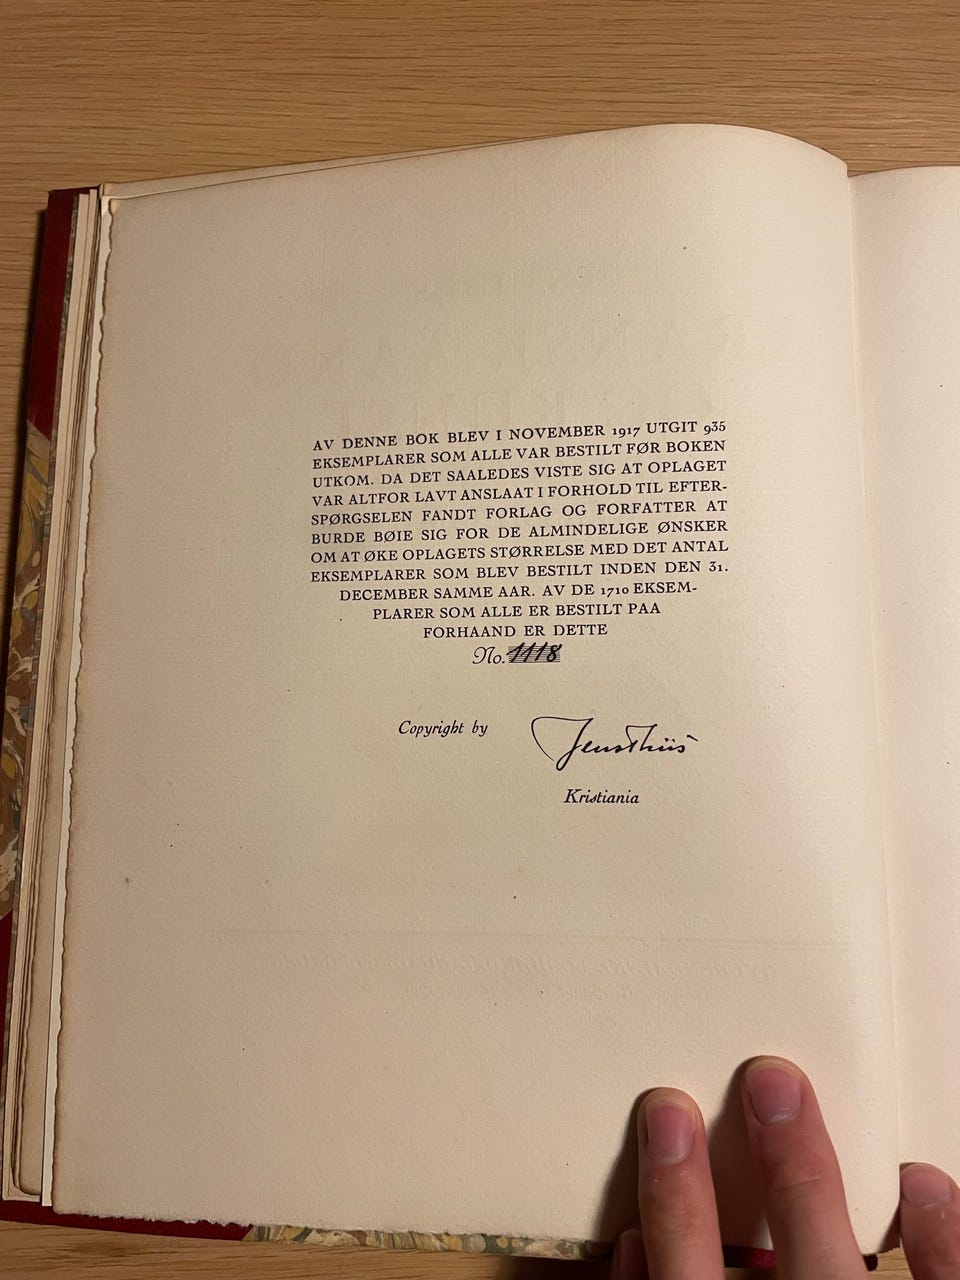 AV DENNE BOK BLEV I NOVEMBER 1917 UTGIT 935
EKSEMPLARER SOM ALLE VAR BESTILT FØR BOKEN
UTKOM. DA DET SAALEDES VISTE SIG AT OPLAGET
VAR ALTFOR LAVT ANSLAAT I FORHOLD TIL EFTER-
SPØRGSELEN FANDT FORLAG OG FORFATTER AT
BURDE BØIE SIG FOR DE ALMINDELIGE ØNSKER
OM AT ØKE OPLAGETS STØRRELSE MED DET ANTAL
EKSEMPLARER SOM BLEV BESTILT INDEN DEN 31.
DECEMBER SAMME AAR. AV DE 1710 EKSEM-
PLARER SOM ALLE ER BESTILT PAA
FORHAAND ER DETTE
No. 1118
Copyright by Jens Thiis
Kristiania